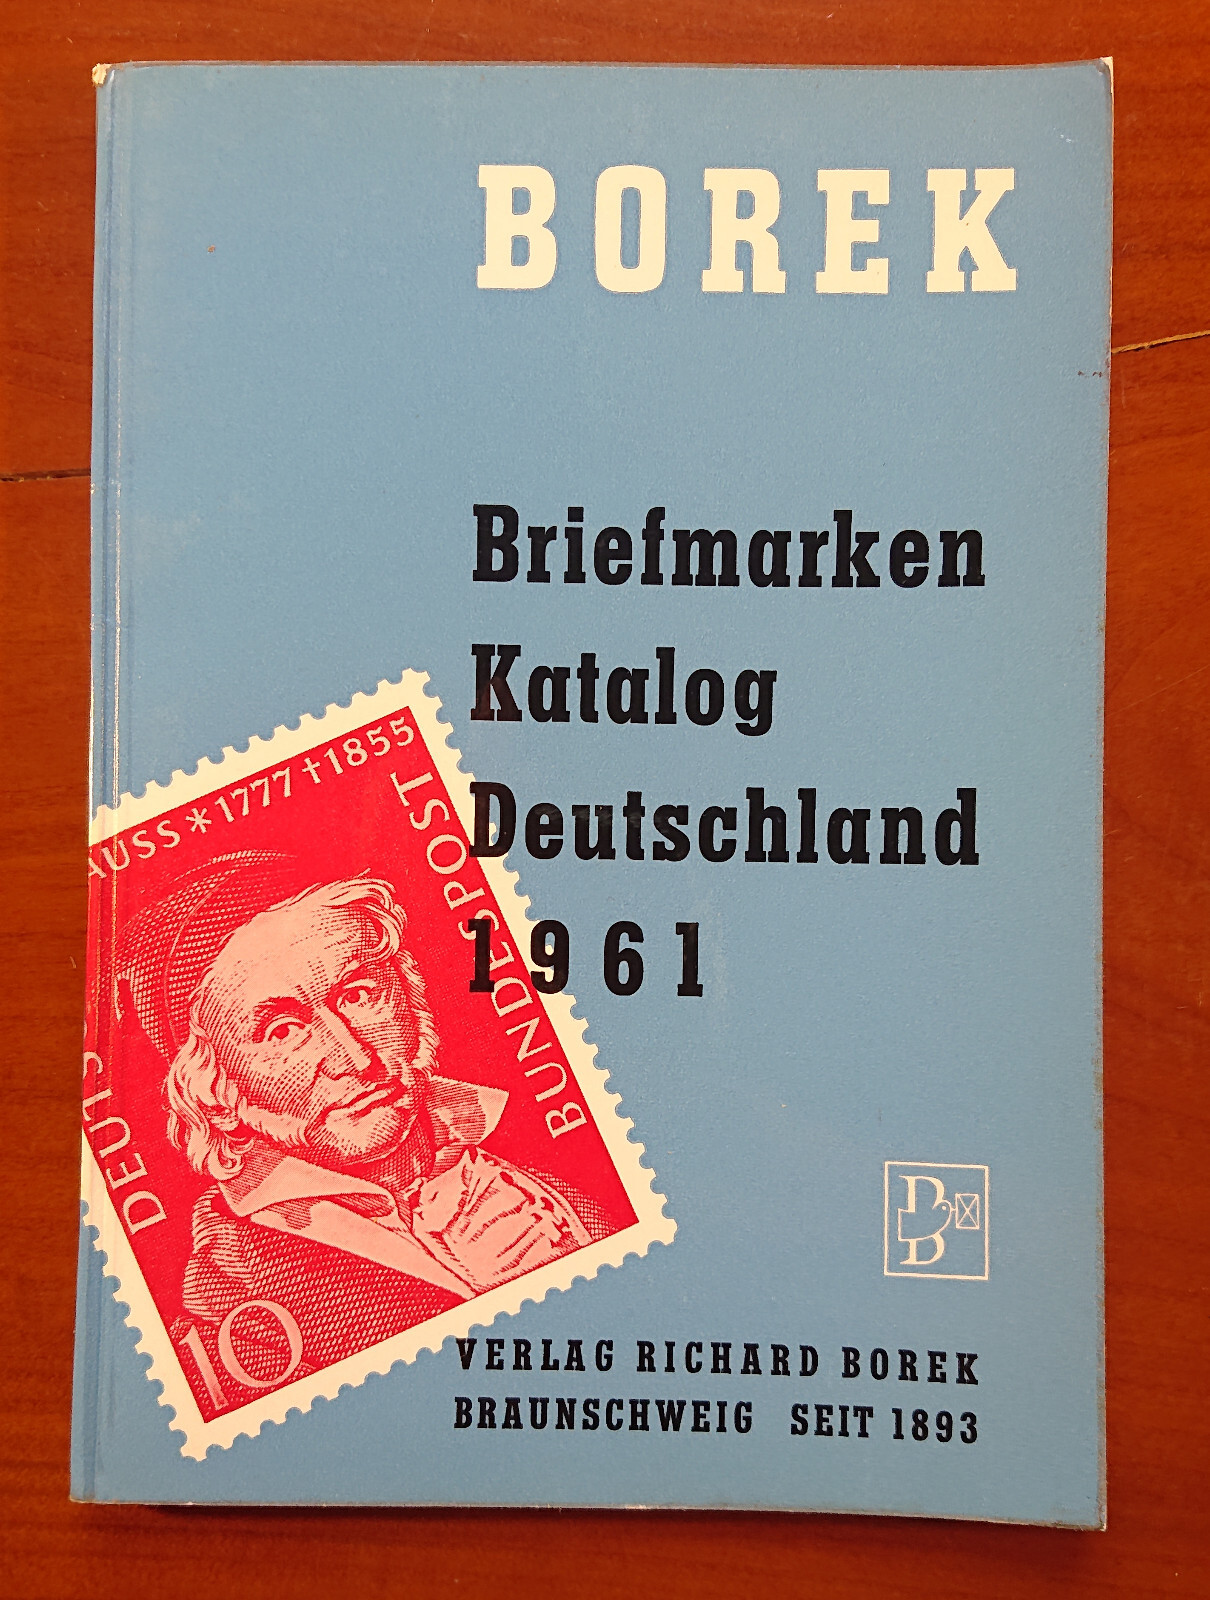 BOREK
Briefmarken
Katalog
Deutschland
1961
AUSS * 1777 † 1855
DEUTS
BUNDESPOST
10
D
B
VERLAG RICHARD BOREK
BRAUNSCHWEIG SEIT 1893